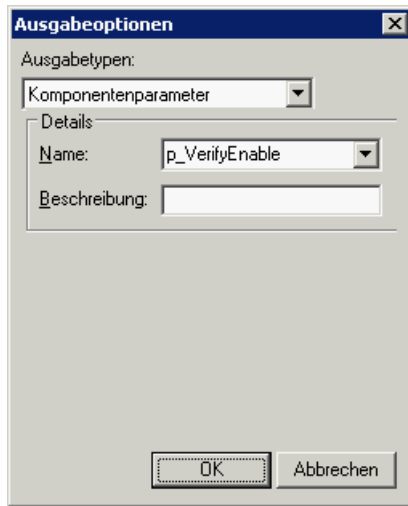 Ausgabeoptionen
Ausgabetypen:
Komponentenparameter
Details
Name: p_VerifyEnable
Beschreibung:
OK Abbrechen